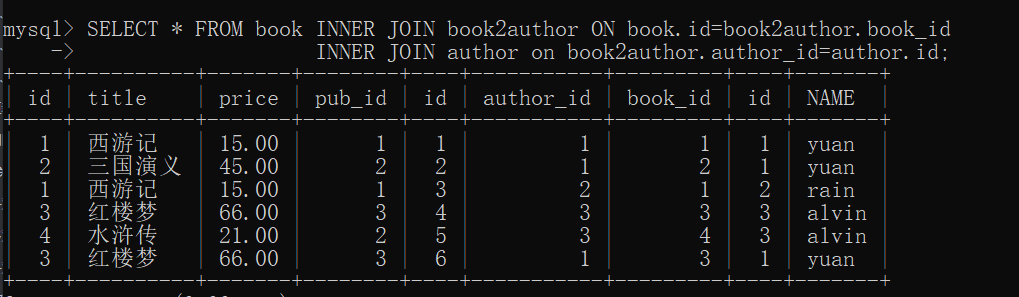 mysql> SELECT * FROM book INNER JOIN book2author ON book.id=book2author.book_id
    -> INNER JOIN author on book2author.author_id=author.id;
+----+----------+-------+--------+----+-----------+---------+----+-------+
| id | title | price | pub_id | id | author_id | book_id | id | NAME |
+----+----------+-------+--------+----+-----------+---------+----+-------+
| 1 | 西游记 | 15.00 | 1 | 1 | 1 | 1 | 1 | yuan |
| 2 | 三国演义 | 45.00 | 2 | 2 | 1 | 2 | 1 | yuan |
| 1 | 西游记 | 15.00 | 1 | 3 | 2 | 1 | 2 | rain |
| 3 | 红楼梦 | 66.00 | 3 | 4 | 3 | 3 | 3 | alvin |
| 4 | 水浒传 | 21.00 | 2 | 5 | 3 | 4 | 3 | alvin |
| 3 | 红楼梦 | 66.00 | 3 | 6 | 1 | 3 | 1 | yuan |
+----+----------+-------+--------+----+-----------+---------+----+-------+